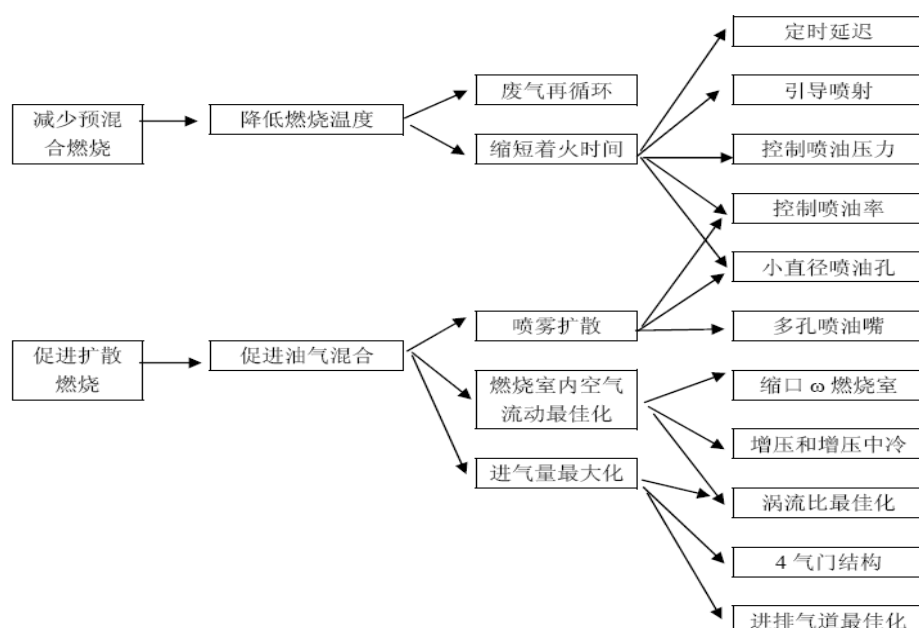 减少预混
合燃烧
降低燃烧温度
废气再循环
缩短着火时间
定时延迟
引导喷射
控制喷油压力
控制喷油率
小直径喷油孔
促进扩散
燃烧
促进油气混合
喷雾扩散
燃烧室内空气
流动最佳化
进气量最大化
多孔喷油嘴
缩口 ω 燃烧室
增压和增压中冷
涡流比最佳化
4 气门结构
进排气道最佳化